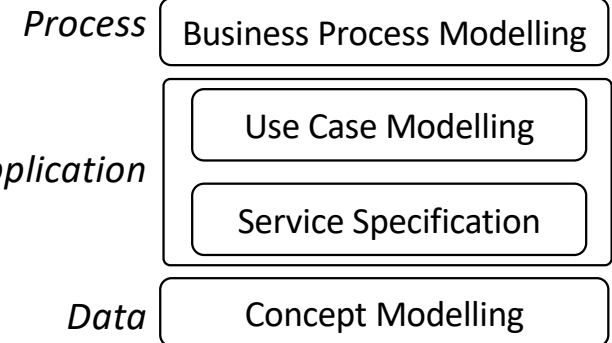 Process
Business Process Modelling
Use Case Modelling
pplication
Service Specification
Data
Concept Modelling